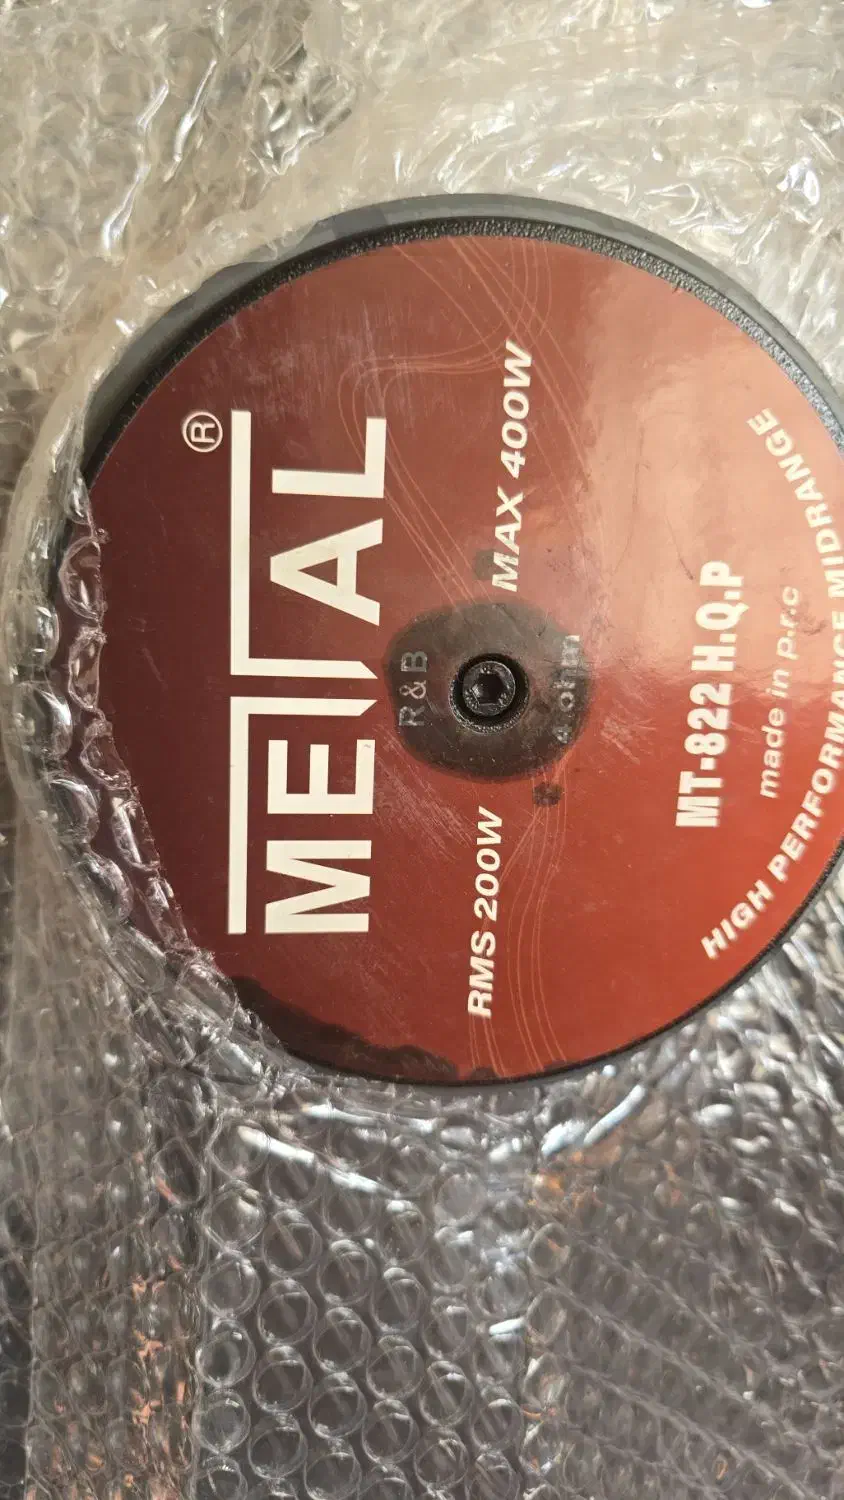 METAL®
RMS 200W
MAX 400W
R&B
4 ohm
MT-822 H.Q.P
made in p.r.c
HIGH PERFORMANCE MIDRANGE